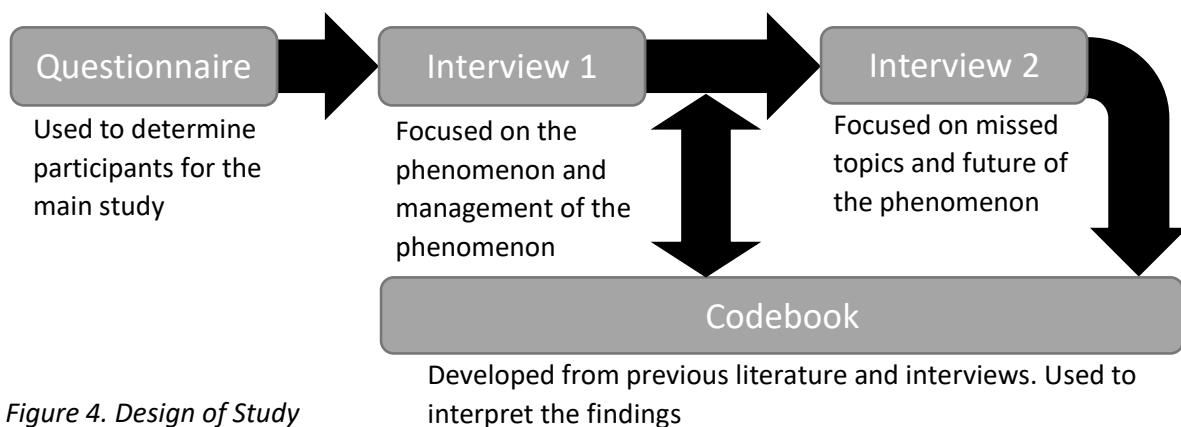 Questionnaire
Used to determine
participants for the
main study
Interview 1
Focused on the
phenomenon and
management of the
phenomenon
Interview 2
Focused on missed
topics and future of
the phenomenon
Codebook
Developed from previous literature and interviews. Used to
interpret the findings
Figure 4. Design of Study